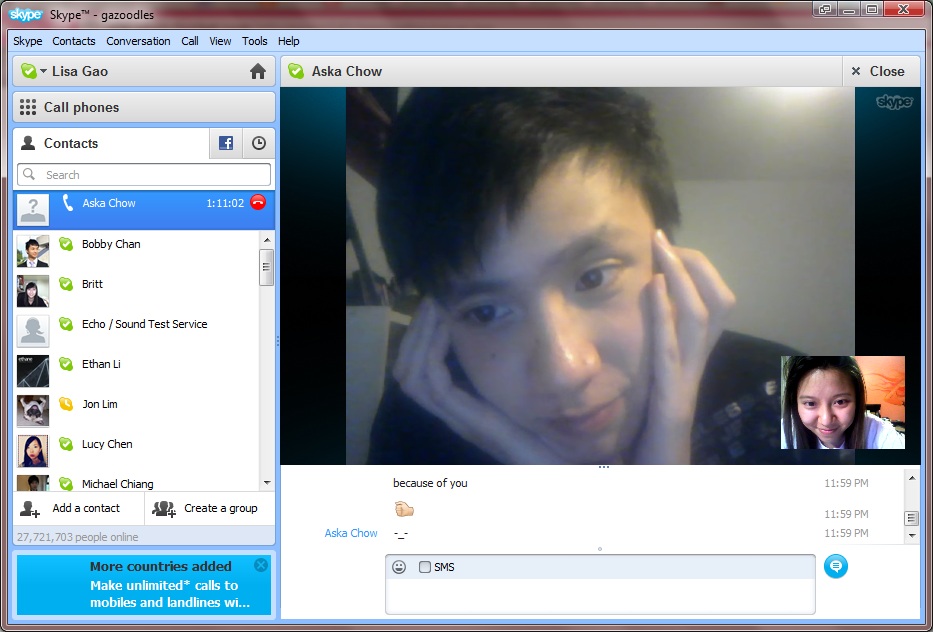 skype Skype™ - gazoodles
Skype Contacts Conversation Call View Tools Help
Lisa Gao
Call phones
Contacts
Search
Aska Chow 1:11:02
Bobby Chan
Britt
Echo / Sound Test Service
Ethan Li
Jon Lim
Lucy Chen
Michael Chiang
Add a contact Create a group
27,721,703 people online
More countries added
Make unlimited* calls to
mobiles and landlines wi...
Aska Chow Close
skype
because of you 11:59 PM
11:59 PM
Aska Chow -_- 11:59 PM
SMS